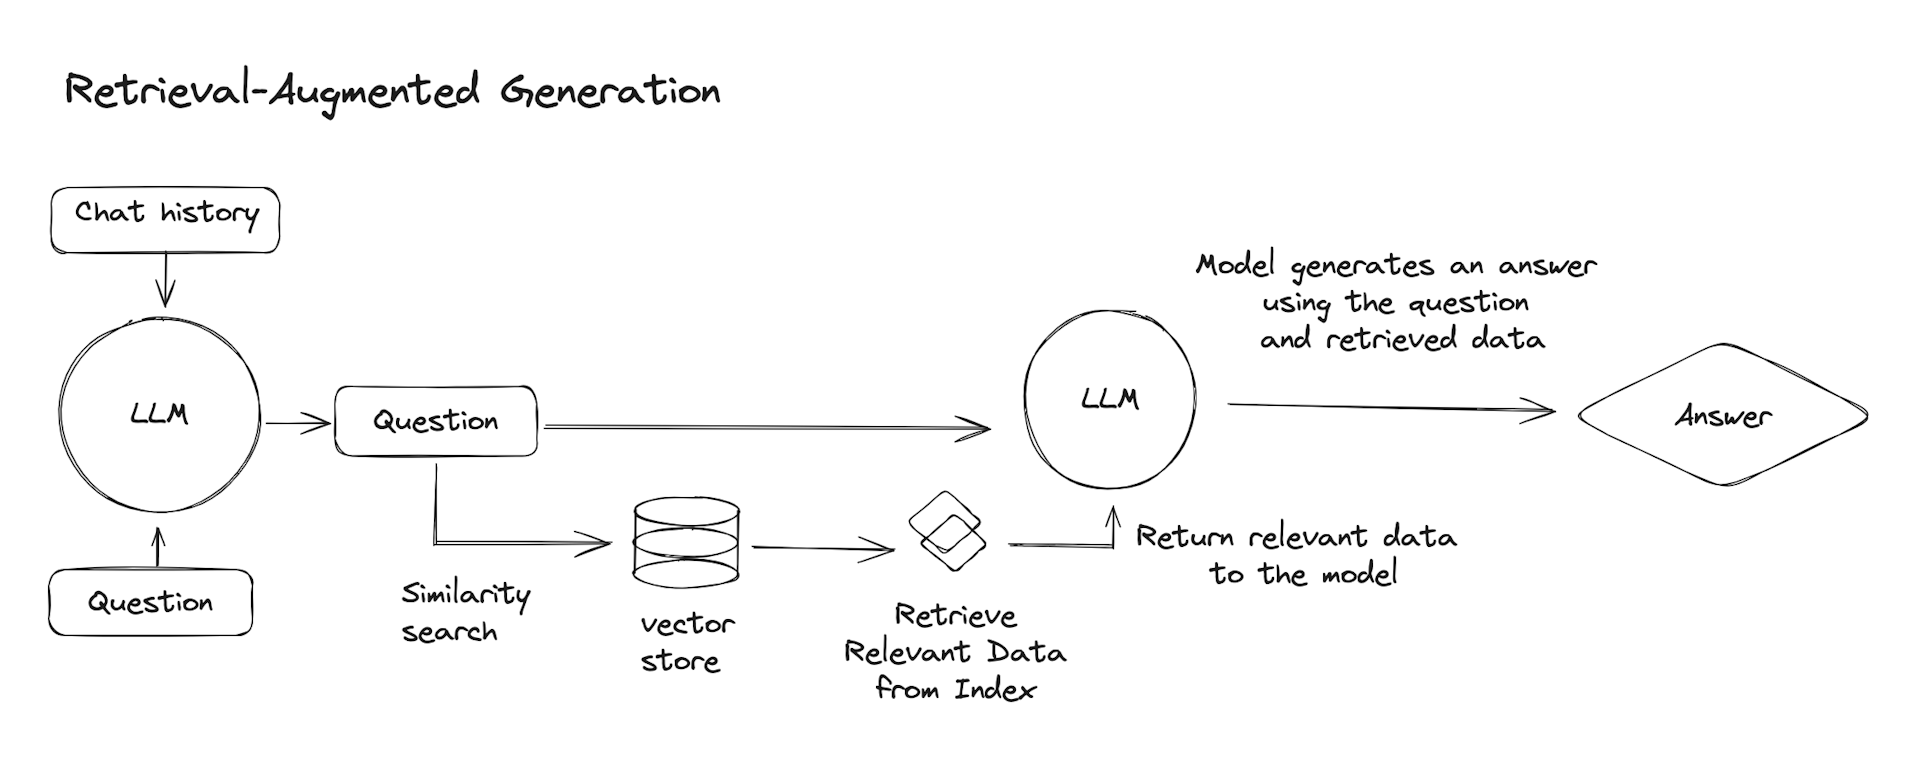 Retrieval-Augmented Generation
Chat history
LLM
Question
Question
Similarity
search
vector
store
Retrieve
Relevant Data
from Index
LLM
Return relevant data
to the model
Model generates an answer
using the question
and retrieved data
Answer